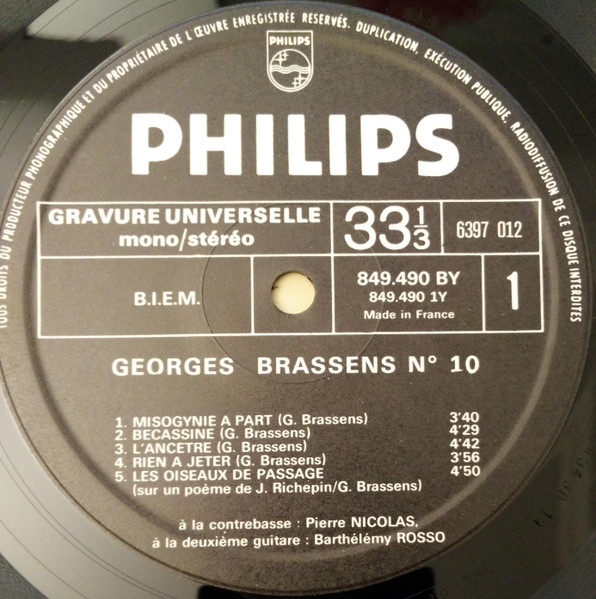 TOUS DROITS DU PRODUCTEUR PHONOGRAPHIQUE ET DU PROPRIÉTAIRE DE L'ŒUVRE ENREGISTRÉE RESERVÉS. DUPLICATION, EXÉCUTION PUBLIQUE, RADIODIFFUSION DE CE DISQUE INTERDITES
PHILIPS
PHILIPS
GRAVURE UNIVERSELLE
mono/stéréo
33 1/3
6397 012
B.I.E.M.
849.490 BY
849.490 1Y
Made in France
1
GEORGES BRASSENS N° 10
1. MISOGYNIE A PART (G. Brassens) 3'40
2. BECASSINE (G. Brassens) 4'29
3. L'ANCETRE (G. Brassens) 4'42
4. RIEN A JETER (G. Brassens) 3'56
5. LES OISEAUX DE PASSAGE 4'50
(sur un poème de J. Richepin/G. Brassens)
à la contrebasse : Pierre NICOLAS,
à la deuxième guitare : Barthélémy ROSSO